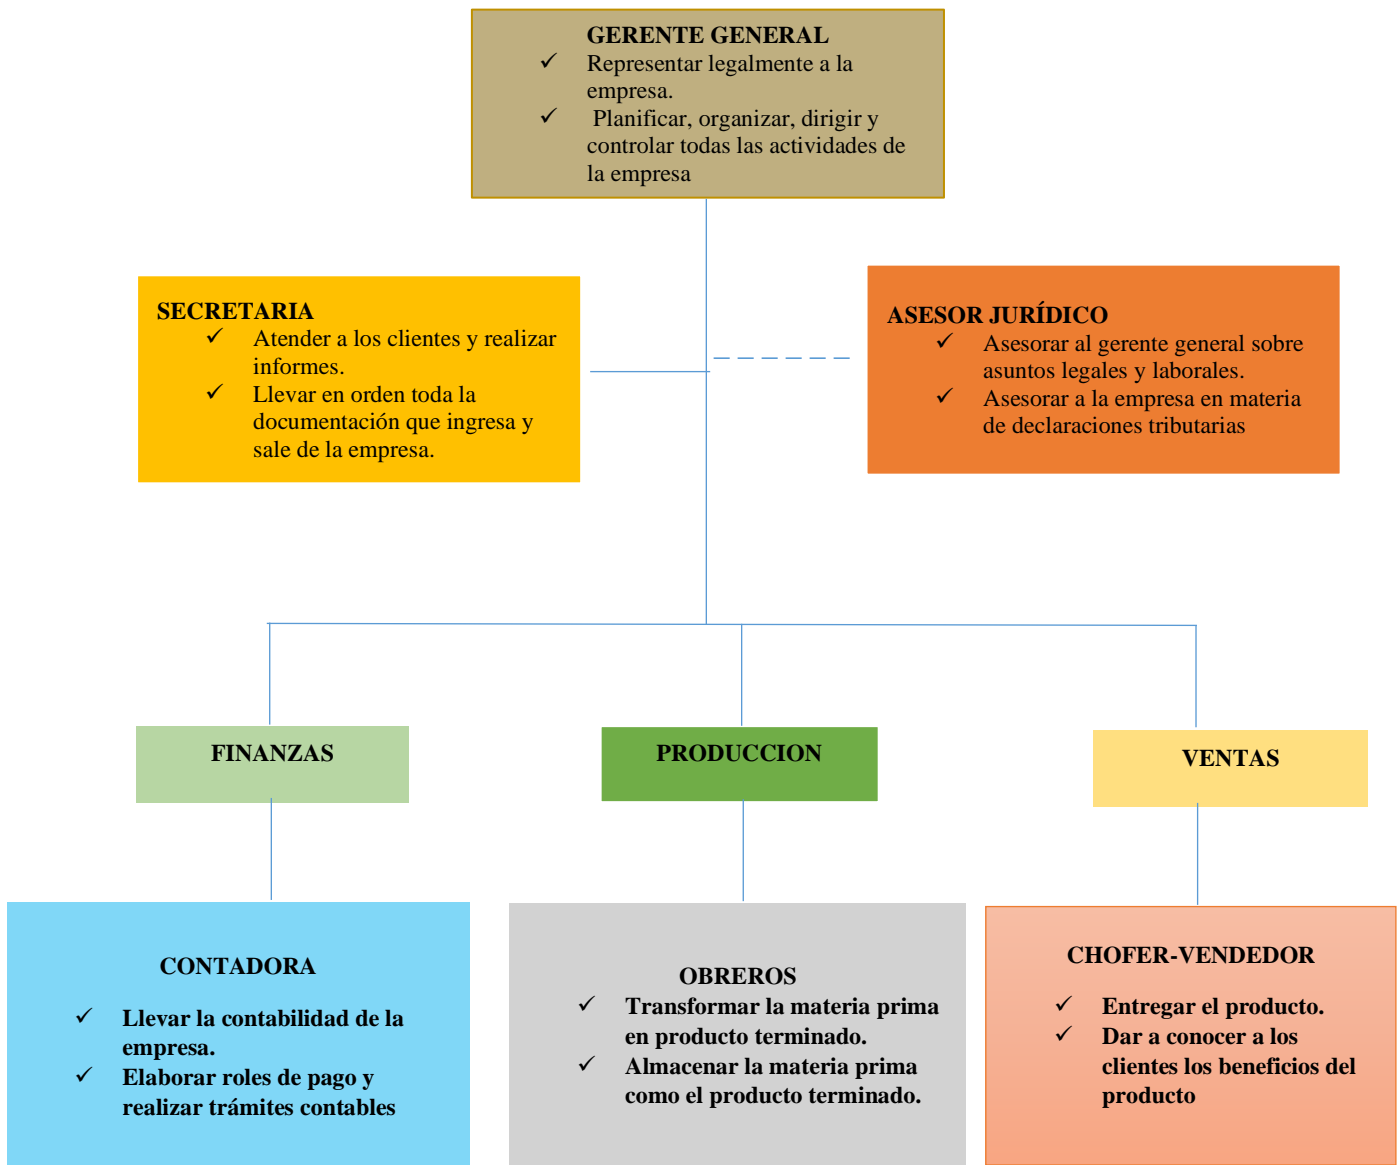 GERENTE GENERAL
✓ Representar legalmente a la
empresa.
✓ Planificar, organizar, dirigir y
controlar todas las actividades de
la empresa
SECRETARIA
✓ Atender a los clientes y realizar
informes.
✓ Llevar en orden toda la
documentación que ingresa y
sale de la empresa.
ASESOR JURÍDICO
✓ Asesorar al gerente general sobre
asuntos legales y laborales.
✓ Asesorar a la empresa en materia
de declaraciones tributarias
FINANZAS
PRODUCCION
VENTAS
CONTADORA
✓ Llevar la contabilidad de la
empresa.
✓ Elaborar roles de pago y
realizar trámites contables
OBREROS
✓ Transformar la materia prima
en producto terminado.
✓ Almacenar la materia prima
como el producto terminado.
CHOFER-VENDEDOR
✓ Entregar el producto.
✓ Dar a conocer a los
clientes los beneficios del
producto